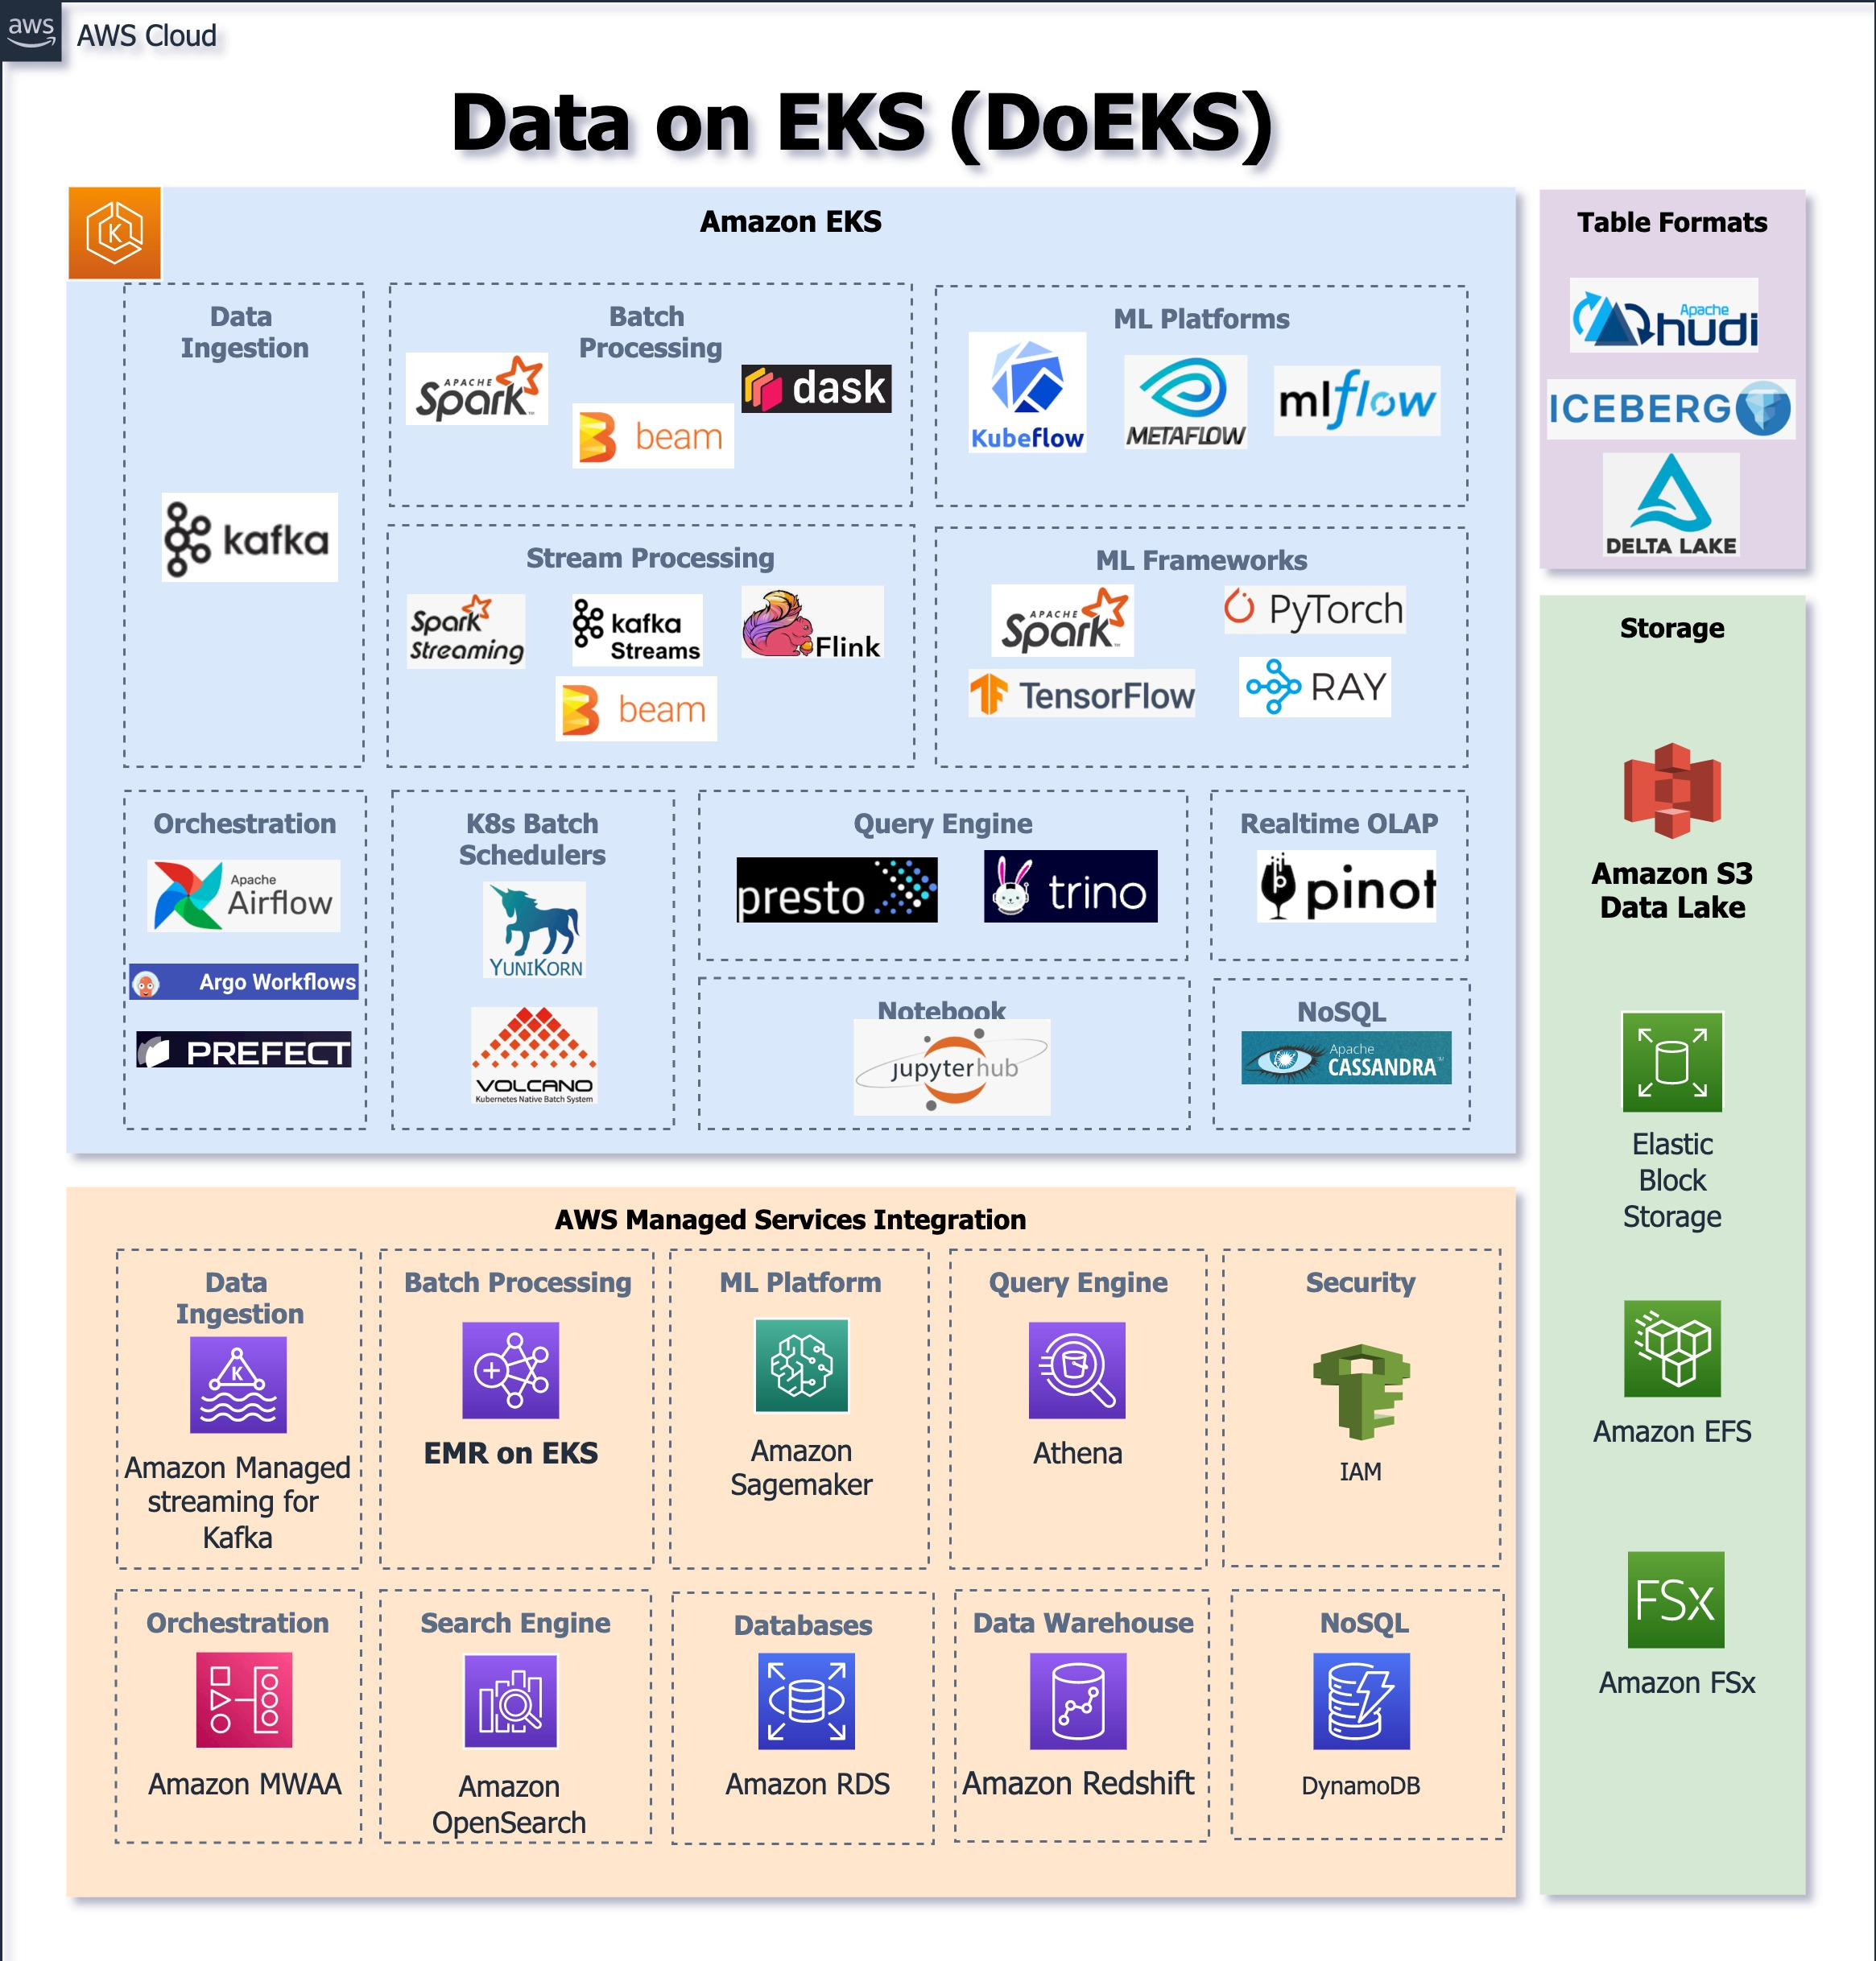 aws
AWS Cloud
Data on EKS (DoEKS)
Amazon EKS
K
Data
Ingestion
kafka
Batch
Processing
APACHE
Spark™
beam
dask
ML Platforms
Kubeflow
METAFLOW
mlflow
Stream Processing
Spark
Streaming
kafka
Streams
Flink
beam
ML Frameworks
APACHE
Spark™
PyTorch
TensorFlow
RAY
Orchestration
Apache
Airflow
Argo Workflows
PREFECT
K8s Batch
Schedulers
YUNIKORN
VOLCANO
Kubernetes Native Batch System
Query Engine
presto
trino
Realtime OLAP
pinot
Notebook
jupyterhub
NoSQL
Apache
CASSANDRA™
Table Formats
Apache
hudi
ICEBERG
DELTA LAKE
Storage
Amazon S3
Data Lake
Elastic
Block
Storage
Amazon EFS
FSx
Amazon FSx
AWS Managed Services Integration
Data
Ingestion
K
Amazon Managed
streaming for
Kafka
Batch Processing
EMR on EKS
ML Platform
Amazon
Sagemaker
Query Engine
Athena
Security
IAM
Orchestration
Amazon MWAA
Search Engine
Amazon
OpenSearch
Databases
Amazon RDS
Data Warehouse
Amazon Redshift
NoSQL
DynamoDB